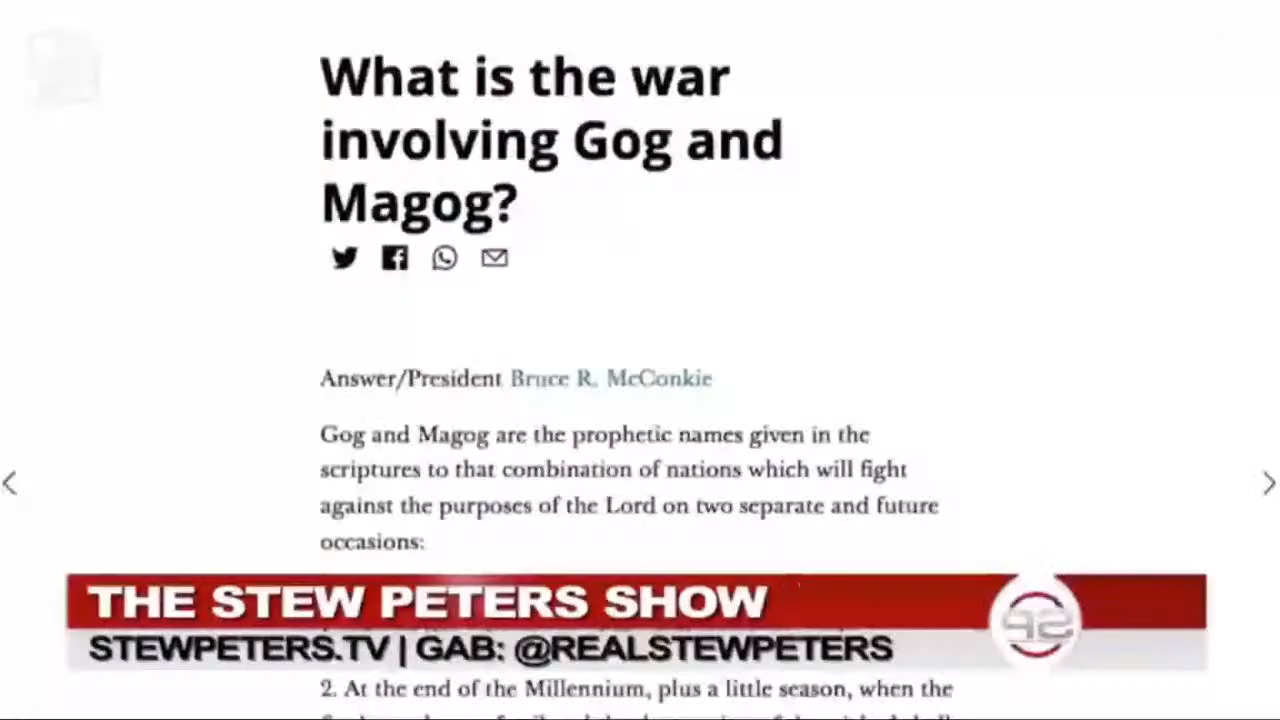 What is the war
involving Gog and
Magog?
Answer/President Bruce R. McConkie
Gog and Magog are the prophetic names given in the
scriptures to that combination of nations which will fight
against the purposes of the Lord on two separate and future
occasions:
THE STEW PETERS SHOW
STEWPETERS.TV | GAB: @REALSTEWPETERS
2. At the end of the Millennium, plus a little season, when the